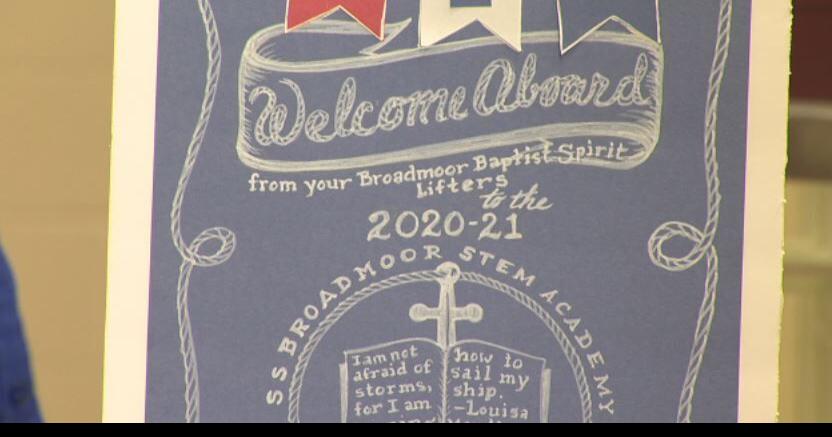 Welcome Aboard
from your Broadmoor Baptist Spirit
Lifters
to the
2020-21
SS BROADMOOR STEM ACADEMY
I am not
afraid of
storms,
for I am
how to
sail my
ship.
-Louisa